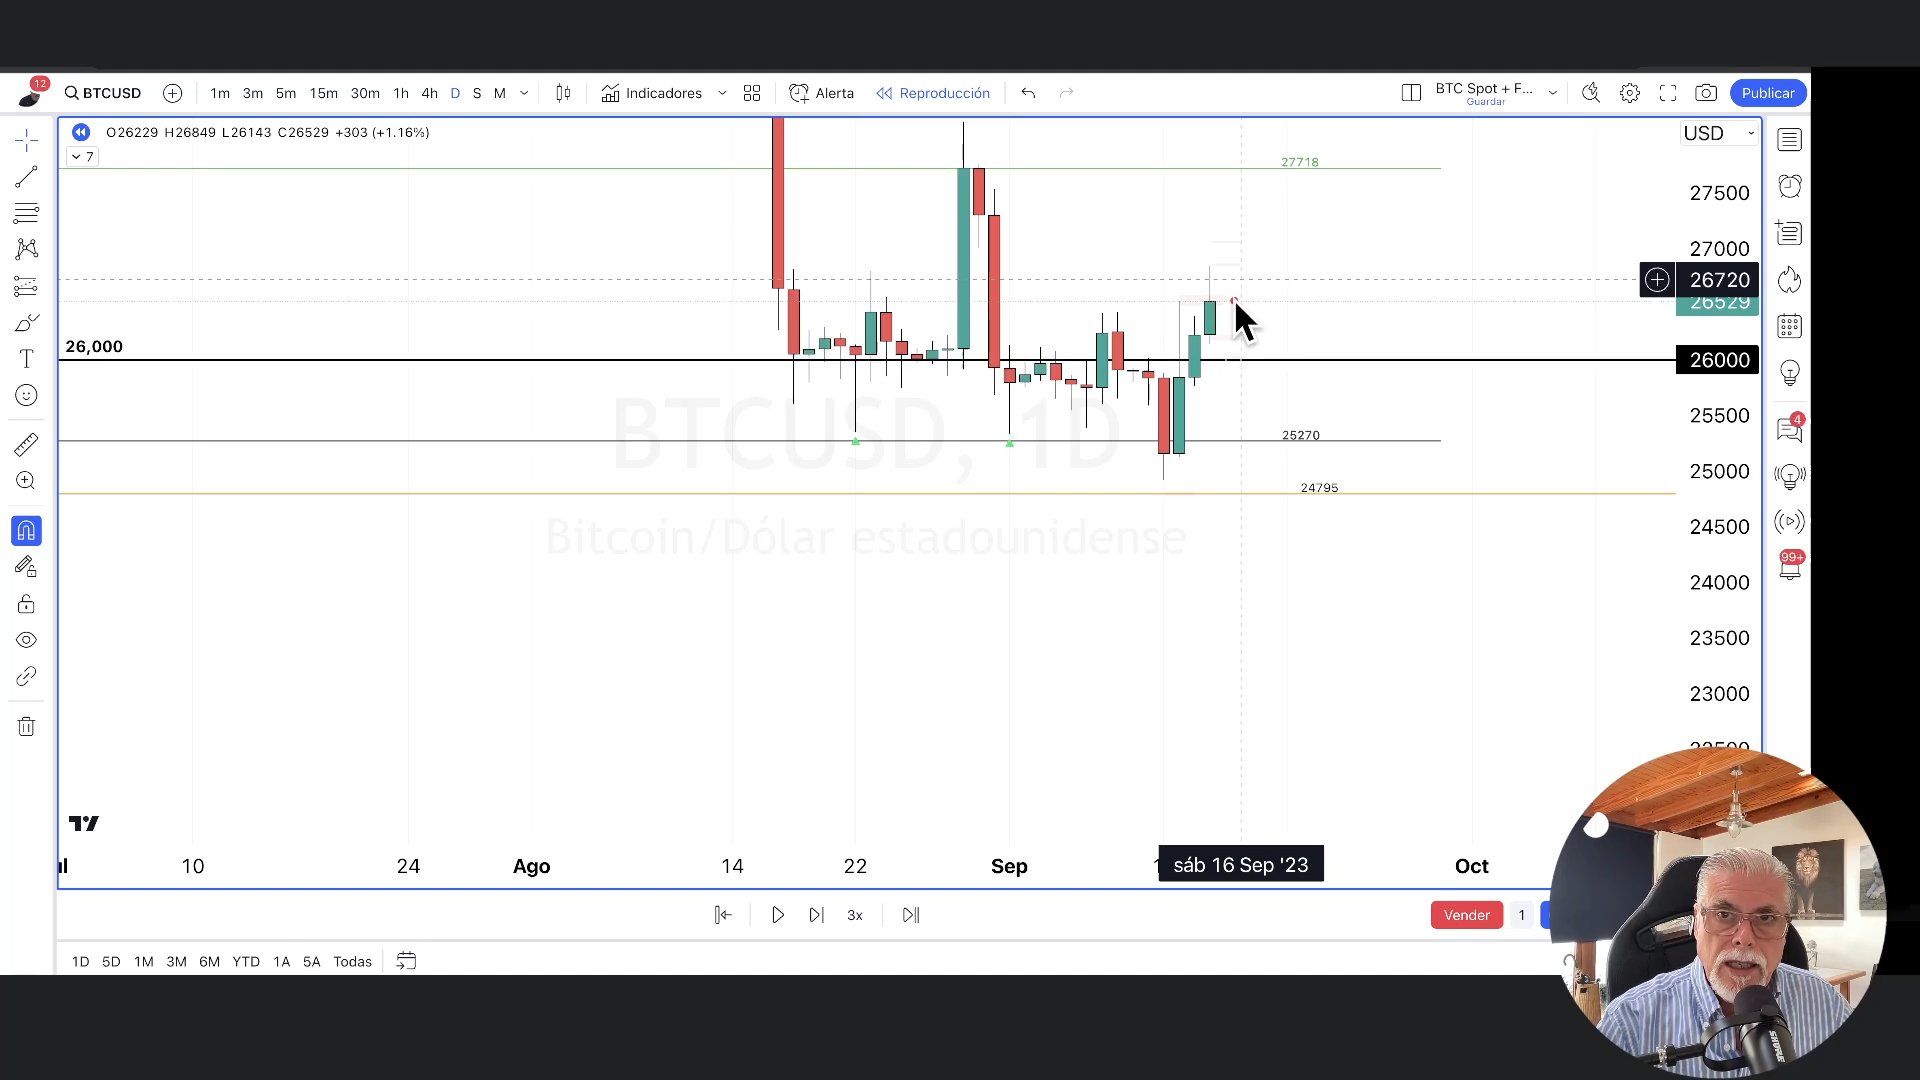 12
BTCUSD
1m 3m 5m 15m 30m 1h 4h D S M
Indicadores
Alerta
Reproducción
BTC Spot + F...
Guardar
Publicar
O26229 H26849 L26143 C26529 +303 (+1.16%)
7
USD
27718
27500
27000
26720
26529
26,000
26000
25500
25270
25000
24795
24500
24000
23500
23000
BTCUSD, 1D
Bitcoin/Dólar estadounidense
4
99+
10
24
Ago
14
22
Sep
sáb 16 Sep '23
Oct
3x
Vender
1
1D 5D 1M 3M 6M YTD 1A 5A Todas
SHURE